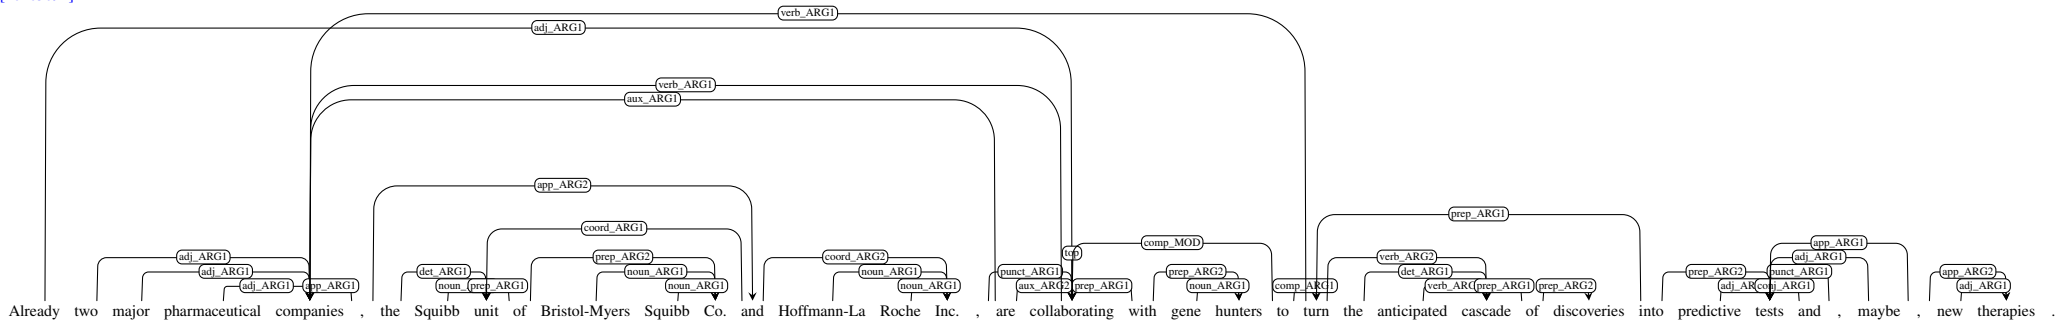 verb_ARG1
adj_ARG1
verb_ARG1
aux_ARG1
app_ARG2
prep_ARG1
coord_ARG1
comp_MOD app_ARG1
top
adj_ARG1 prep_ARG2 coord_ARG2 verb_ARG2 adj_ARG1
adj_ARG1 det_ARG1 noun_ARG1 noun_ARG1 punct_ARG1 prep_ARG2 det_ARG1 prep_ARG2 punct_ARG1 app_ARG2
adj_ARG1 app_ARG1 prep_ARG1 noun_ARG1 noun_ARG1 aux_ARG2 prep_ARG1 noun_ARG1 comp_ARG1 prep_ARG1 prep_ARG2 conj_ARG1 adj_ARG1
Already two major pharmaceutical companies , the Squibb unit of Bristol-Myers Squibb Co. and Hoffmann-La Roche Inc. , are collaborating with gene hunters to turn the anticipated cascade of discoveries into predictive tests and , maybe , new therapies .